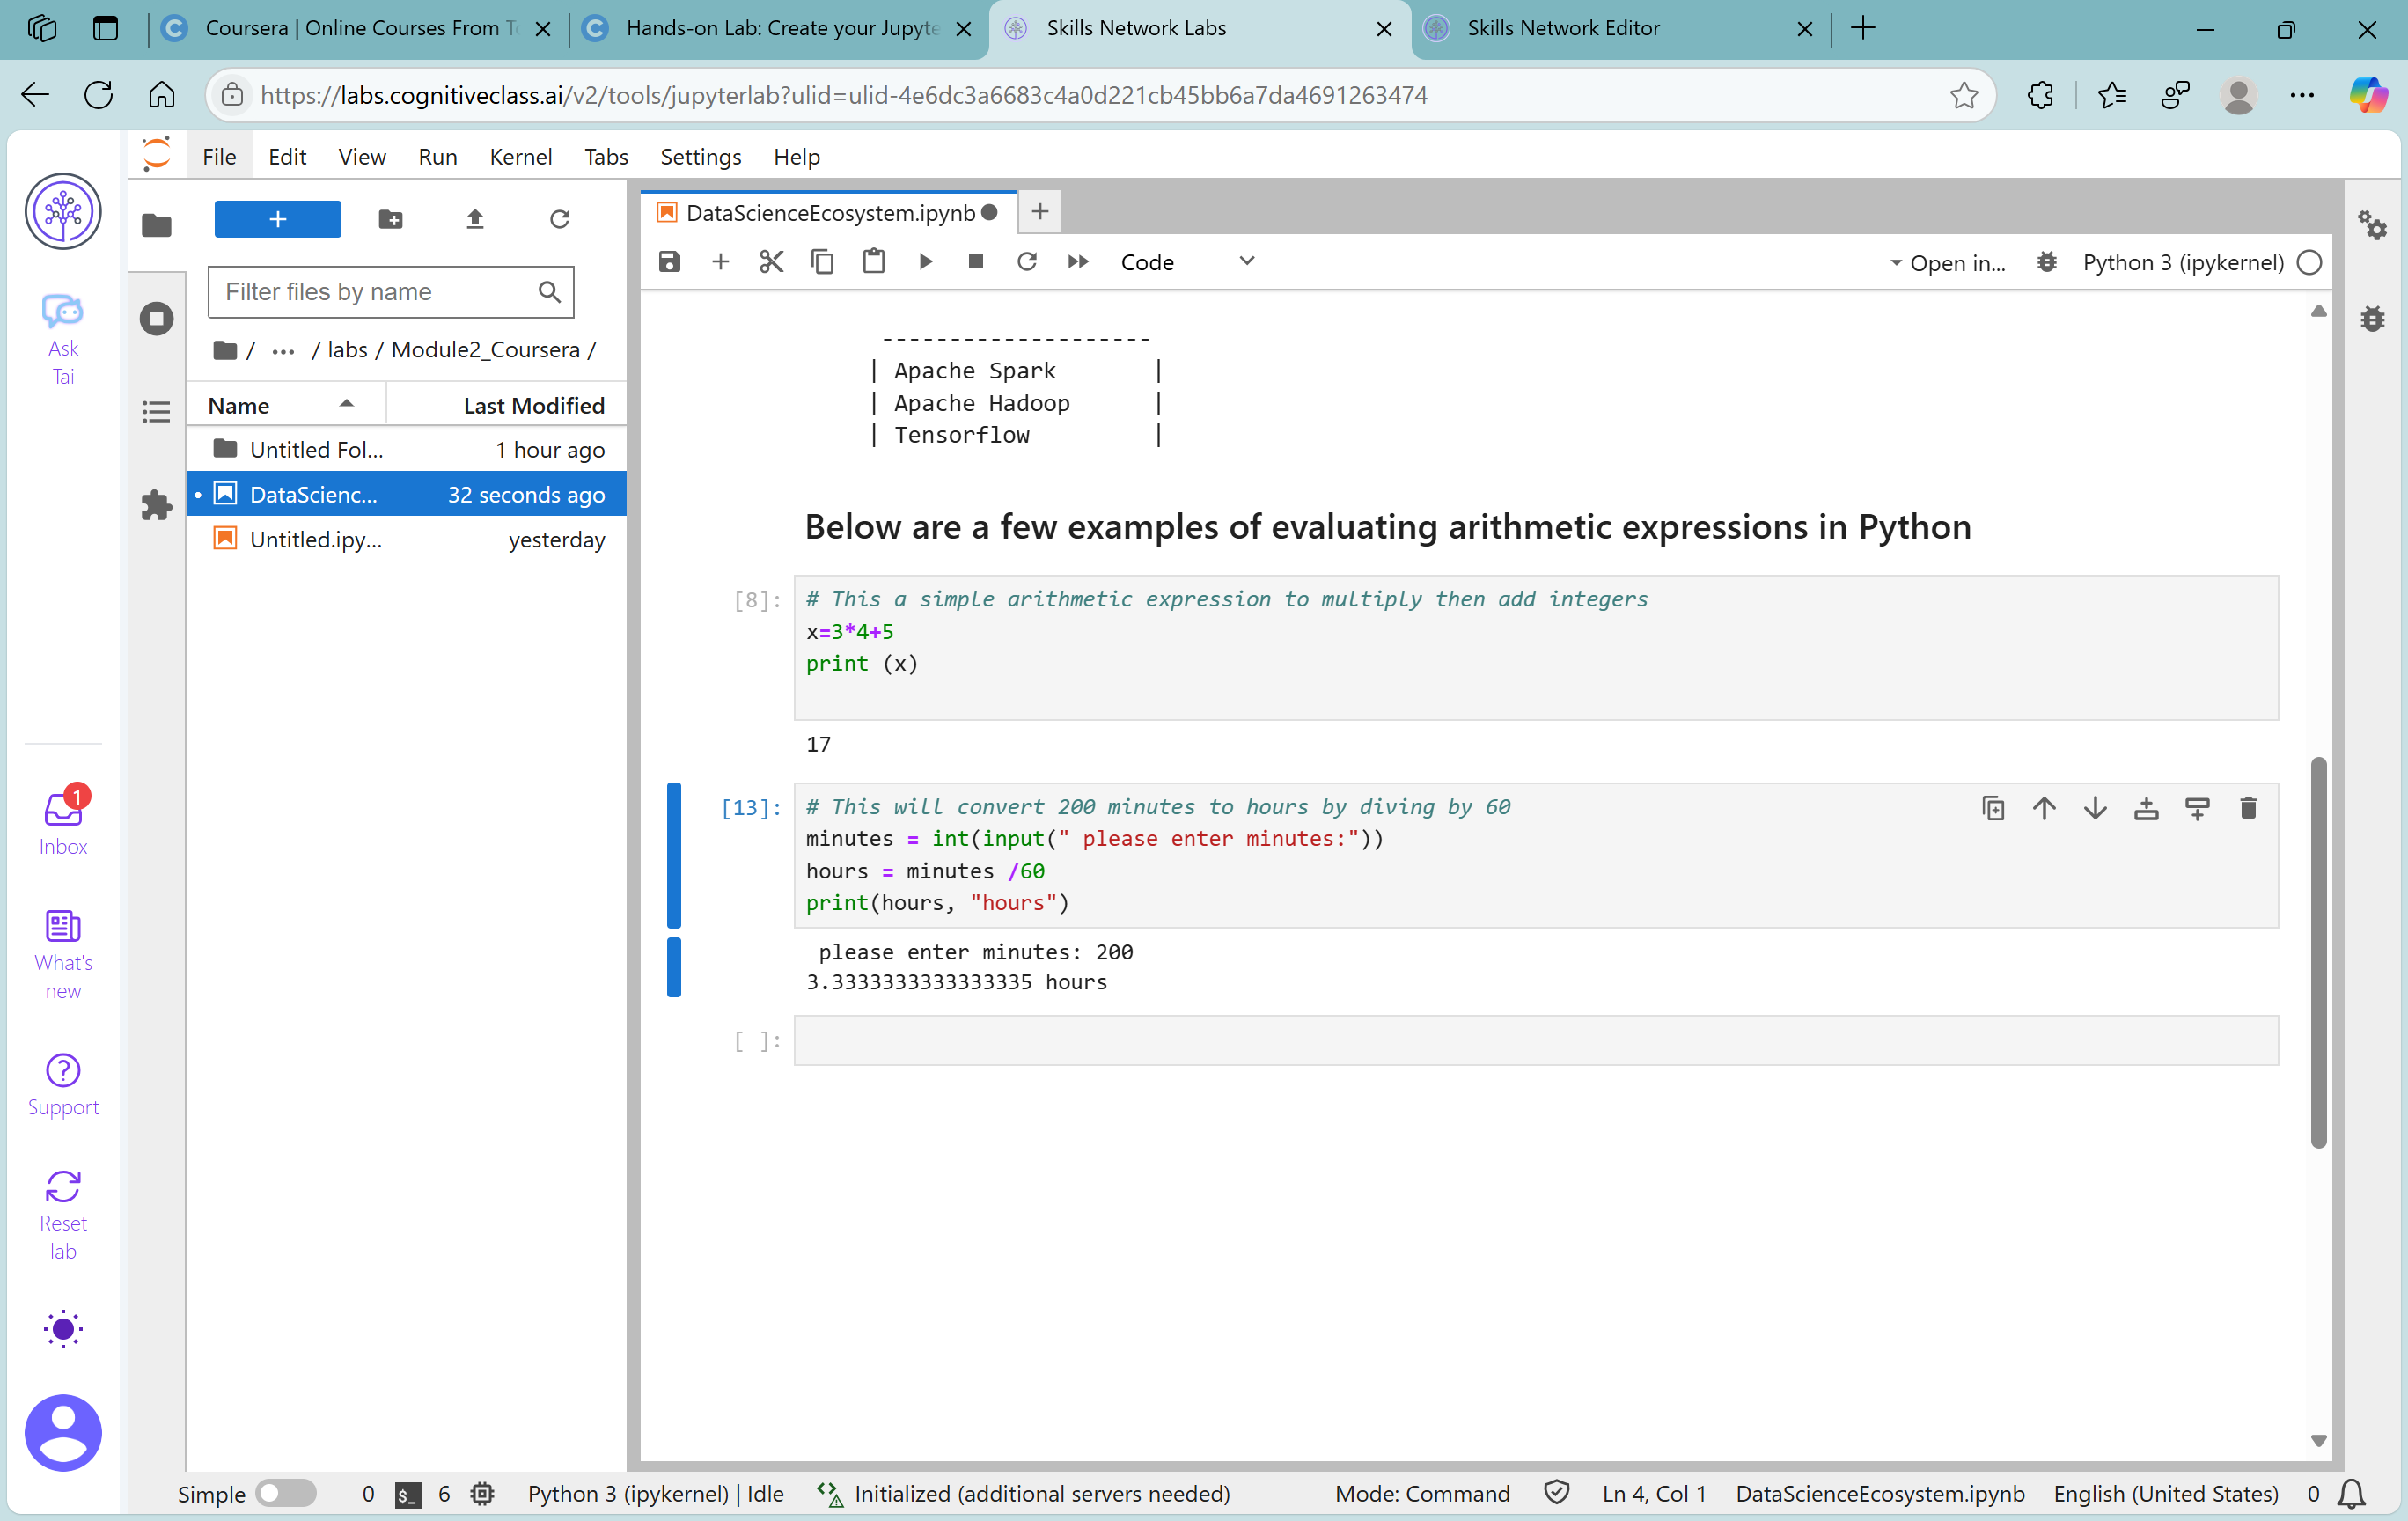 Coursera | Online Courses From To
Hands-on Lab: Create your Jupyte
Skills Network Labs
Skills Network Editor
https://labs.cognitiveclass.ai/v2/tools/jupyterlab?ulid=ulid-4e6dc3a6683c4a0d221cb45bb6a7da4691263474
File Edit View Run Kernel Tabs Settings Help
Ask
Tai
1
Inbox
What's
new
Support
Reset
lab
+
Filter files by name
/ ... / labs / Module2_Coursera /
Name Last Modified
Untitled Fol... 1 hour ago
DataScienc... 32 seconds ago
Untitled.ipy... yesterday
DataScienceEcosystem.ipynb
Code
Open in...
Python 3 (ipykernel)
--------------------
| Apache Spark |
| Apache Hadoop |
| Tensorflow |
Below are a few examples of evaluating arithmetic expressions in Python
[8]:
# This a simple arithmetic expression to multiply then add integers
x=3*4+5
print (x)
17
[13]:
# This will convert 200 minutes to hours by diving by 60
minutes = int(input(" please enter minutes:"))
hours = minutes /60
print(hours, "hours")
please enter minutes: 200
3.3333333333333335 hours
[ ]:
Simple 0 $_ 6 Python 3 (ipykernel) | Idle Initialized (additional servers needed) Mode: Command Ln 4, Col 1 DataScienceEcosystem.ipynb English (United States) 0